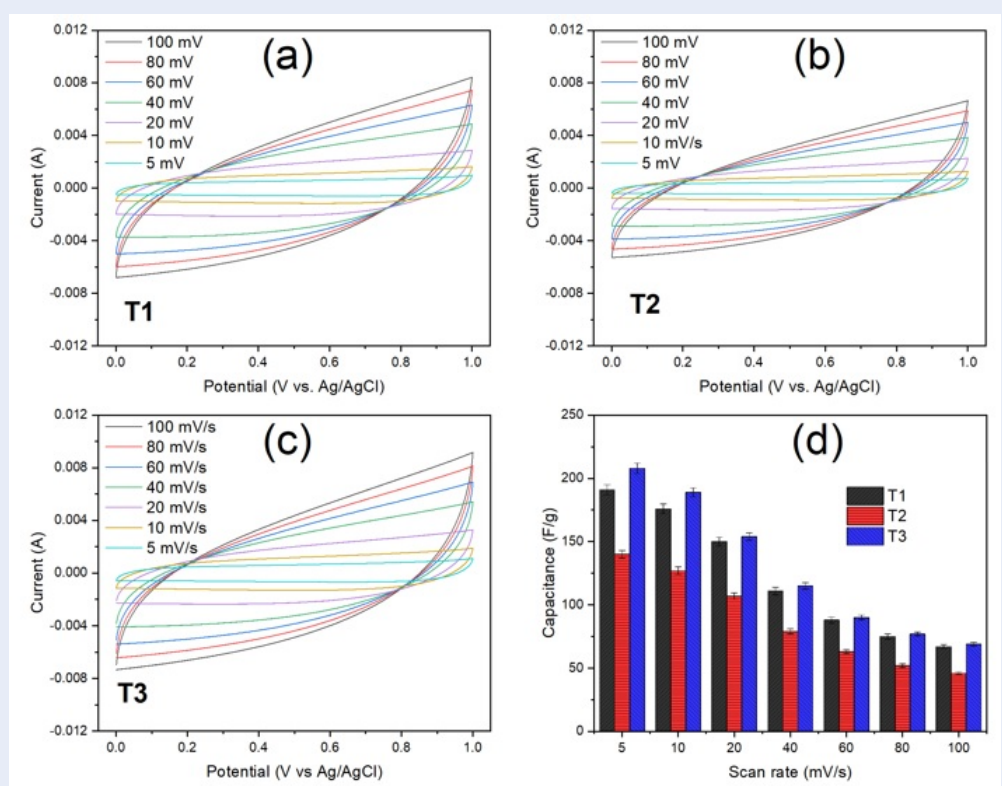 (a)
100 mV
80 mV
60 mV
40 mV
20 mV
10 mV
5 mV
0.012
0.008
0.004
0.000
-0.004
-0.008
-0.012
Current (A)
T1
0.0 0.2 0.4 0.6 0.8 1.0
Potential (V vs. Ag/AgCl)
(b)
100 mV
80 mV
60 mV
40 mV
20 mV
10 mV/s
5 mV
0.012
0.008
0.004
0.000
-0.004
-0.008
-0.012
Current (A)
T2
0.0 0.2 0.4 0.6 0.8 1.0
Potential (V vs. Ag/AgCl)
(c)
100 mV/s
80 mV/s
60 mV/s
40 mV/s
20 mV/s
10 mV/s
5 mV/s
0.012
0.008
0.004
0.000
-0.004
-0.008
-0.012
Current (A)
T3
0.0 0.2 0.4 0.6 0.8 1.0
Potential (V vs Ag/AgCl)
(d)
T1
T2
T3
250
200
150
100
50
0
Capacitance (F/g)
5 10 20 40 60 80 100
Scan rate (mV/s)